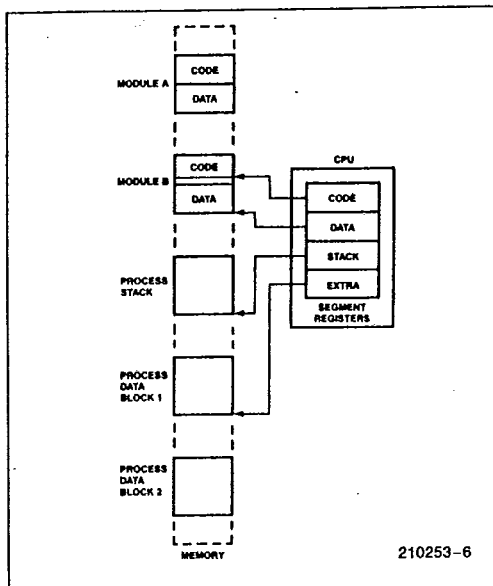 MODULE A
CODE
DATA
MODULE B
CODE
DATA
CPU
CODE
DATA
STACK
EXTRA
SEGMENT
REGISTERS
PROCESS
STACK
PROCESS
DATA
BLOCK 1
PROCESS
DATA
BLOCK 2
MEMORY
210253-6